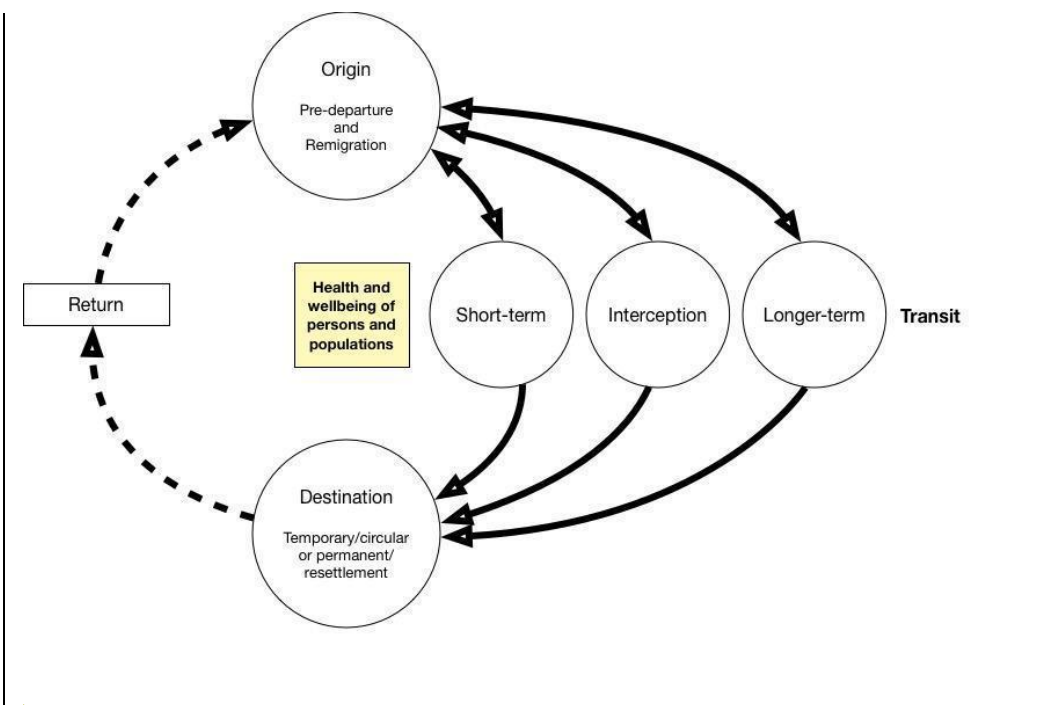 Origin
Pre-departure
and
Remigration
Return
Health and
wellbeing of
persons and
populations
Short-term
Interception
Longer-term
Transit
Destination
Temporary/circular
or permanent/
resettlement